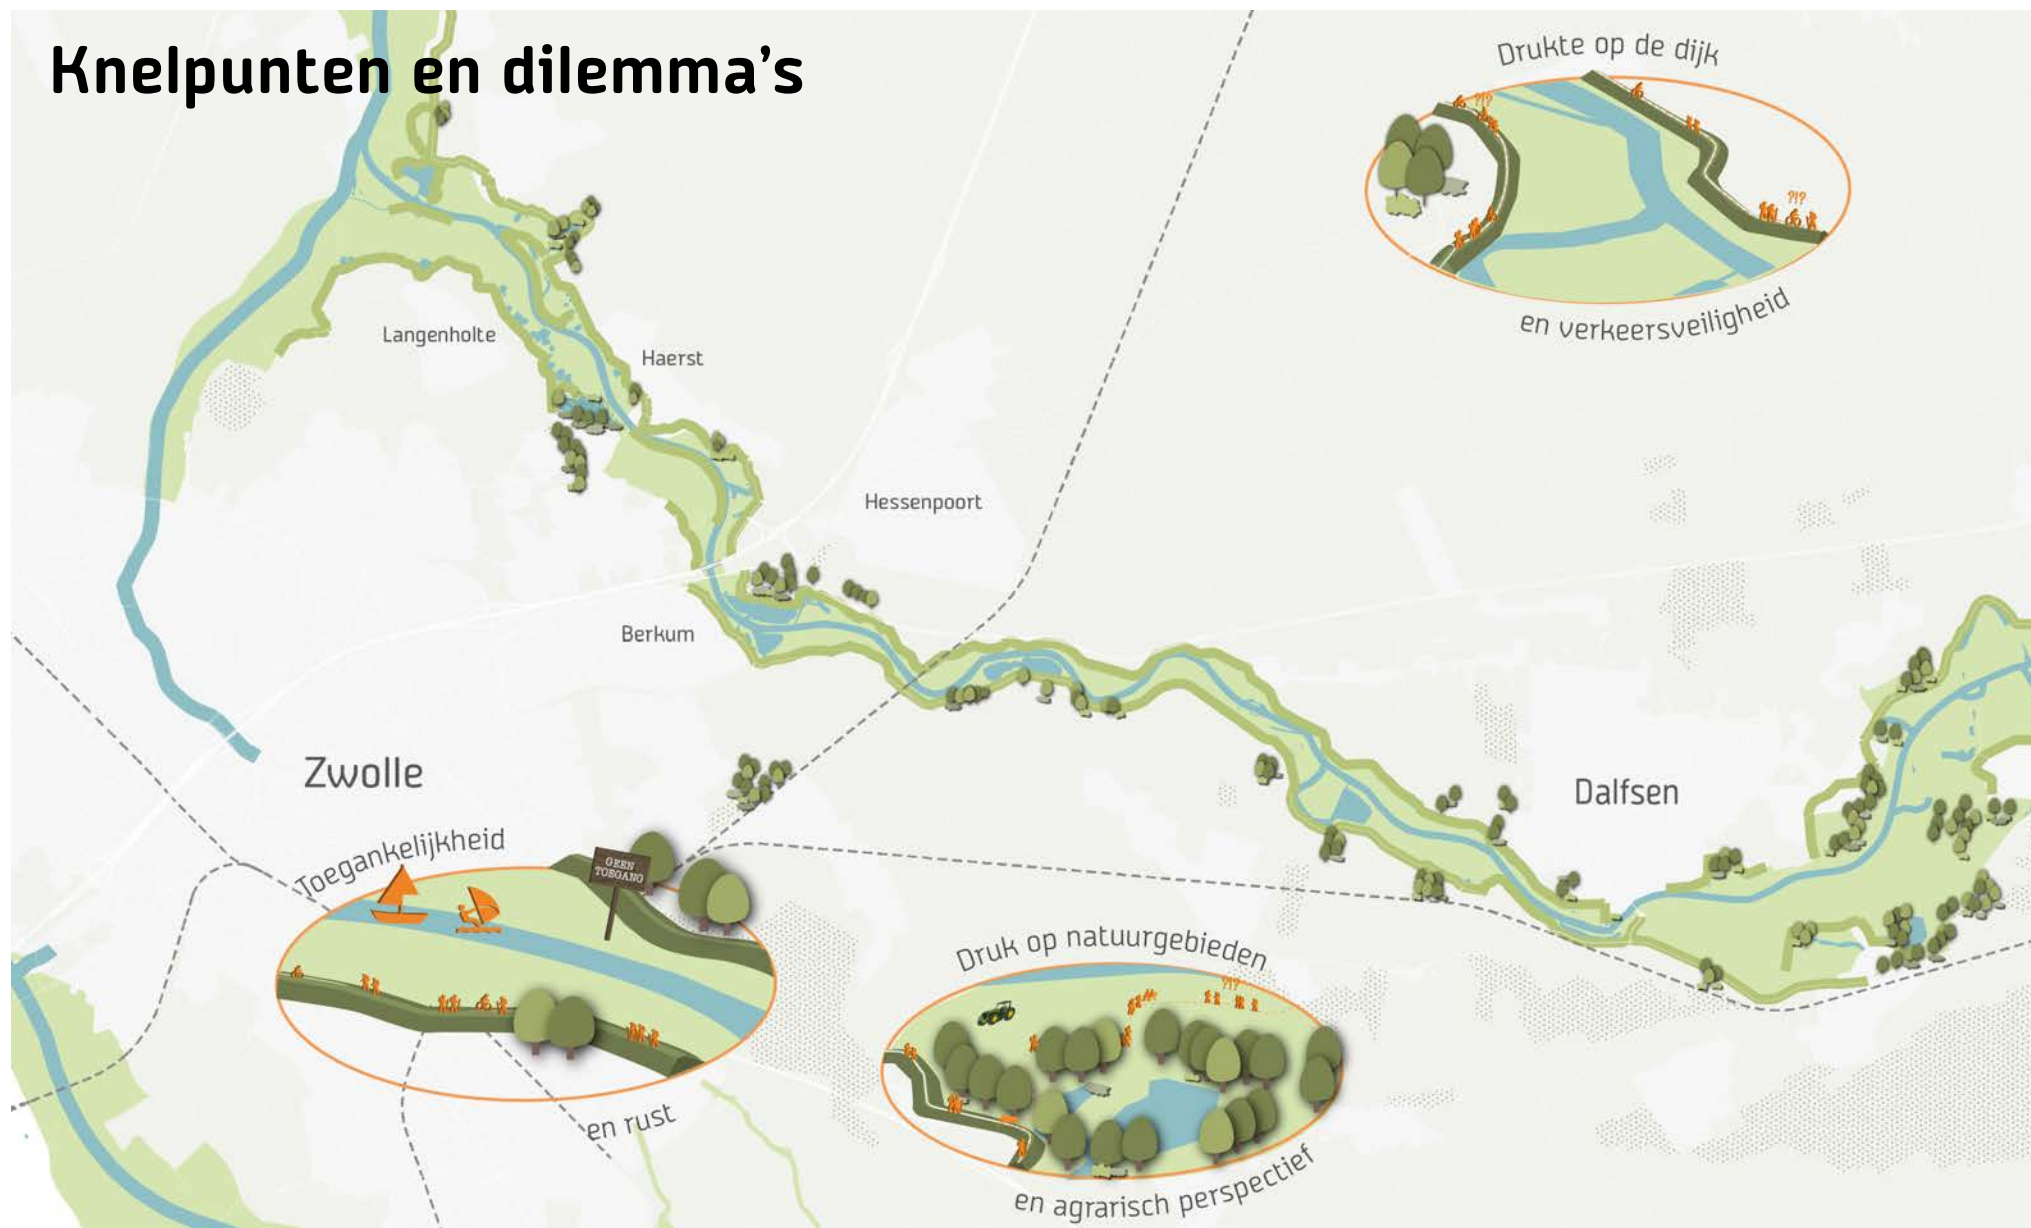 Knelpunten en dilemma's
Drukte op de dijk
?!?
?!?
en verkeersveiligheid
Langenholte
Haerst
Hessenpoort
Berkum
Zwolle
Dalfsen
Toegankelijkheid
GEEN
TOEGANG
en rust
Druk op natuurgebieden
?!?
en agrarisch perspectief